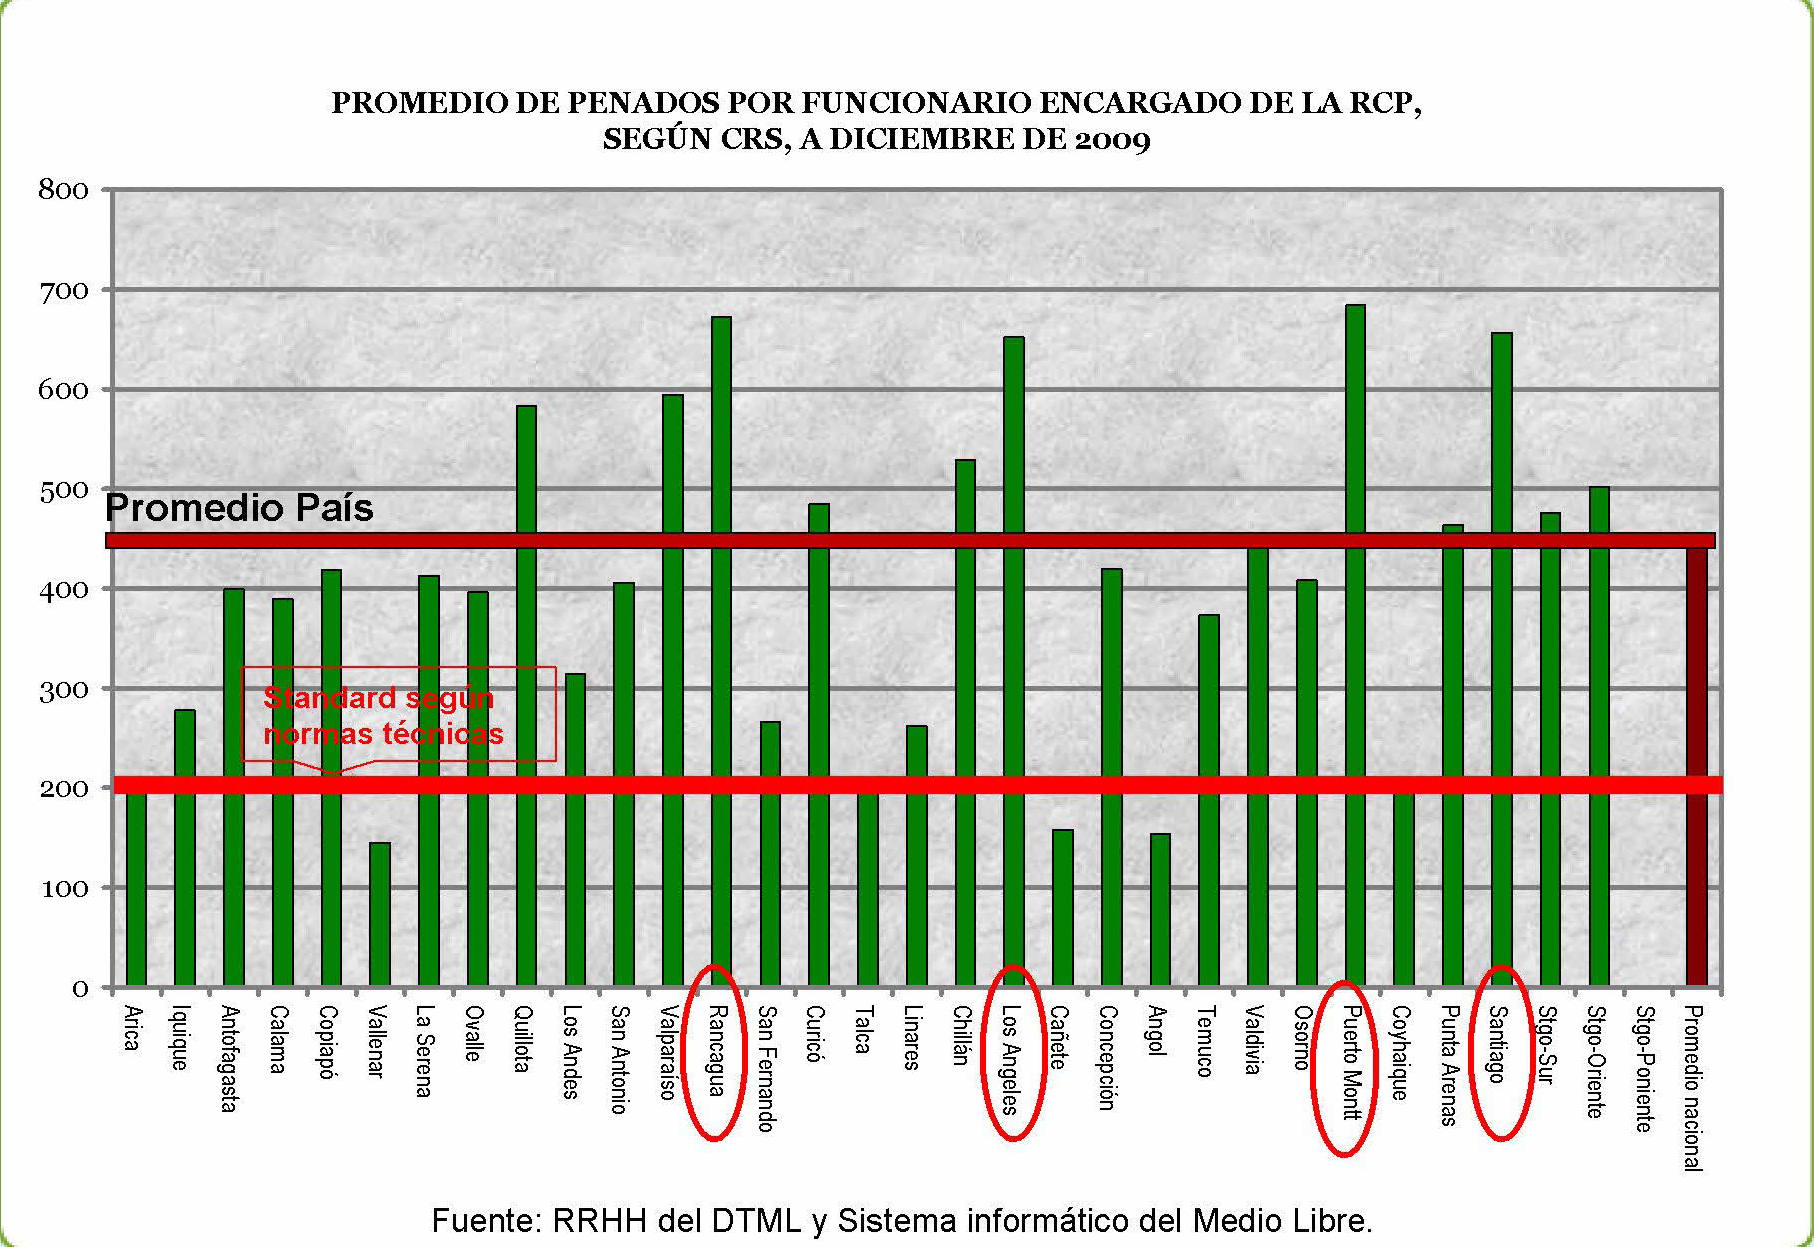 PROMEDIO DE PENADOS POR FUNCIONARIO ENCARGADO DE LA RCP,
SEGÚN CRS, A DICIEMBRE DE 2009
800
700
600
500
Promedio País
400
300
Standard según
normas técnicas
200
100
0
Arica
Iquique
Antofagasta
Calama
Copiapó
Vallenar
La Serena
Ovalle
Quillota
Los Andes
San Antonio
Valparaíso
Rancagua
San Fernando
Curicó
Talca
Linares
Chillán
Los Angeles
Cañete
Concepción
Angol
Temuco
Valdivia
Osorno
Puerto Montt
Coyhaique
Punta Arenas
Santiago
Stgo-Sur
Stgo-Oriente
Stgo-Poniente
Promedio nacional
Fuente: RRHH del DTML y Sistema informático del Medio Libre.